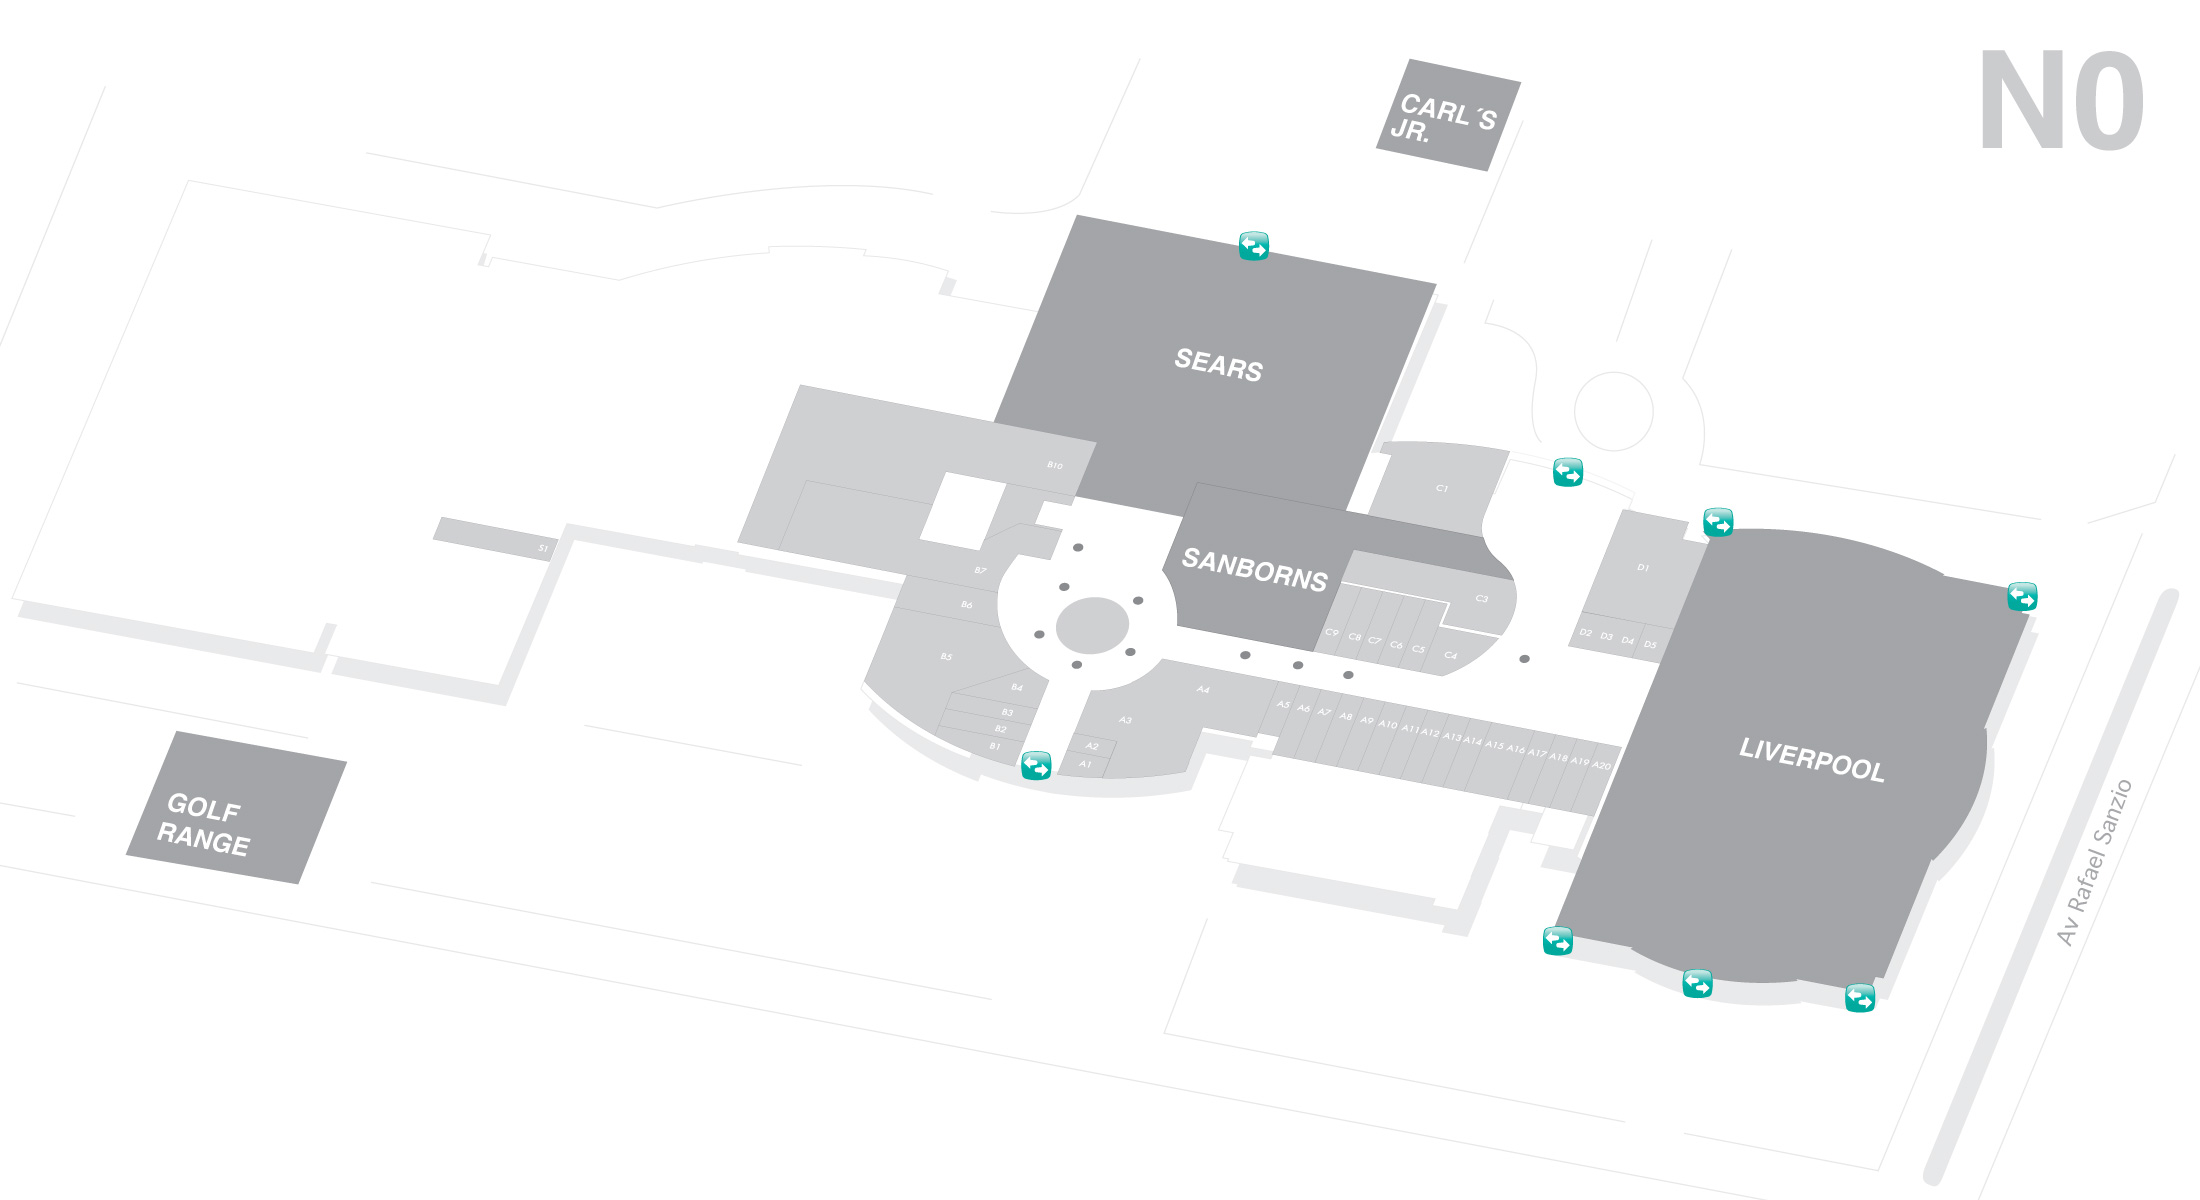 N0
CARL ´S
JR.
SEARS
B10
C1
SANBORNS
S1
D1
B7
C3
B6
C9
C8
C7
C6
C5
C4
D2
D3
D4
D5
B5
B4
A4
B3
A3
B2
B1
A2
A1
A5
A6
A7
A8
A9
A10
A11
A12
A13
A14
A15
A16
A17
A18
A19
A20
LIVERPOOL
GOLF
RANGE
Av Rafael Sanzio